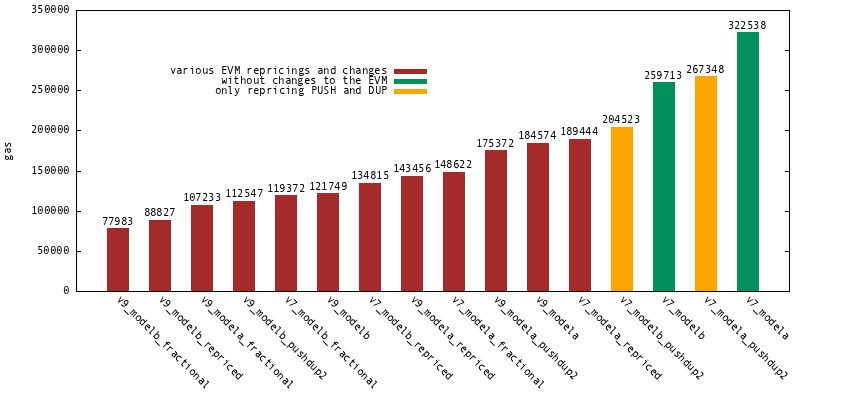 350000
300000
250000
200000
150000
100000
50000
0
gas
various EVM repricings and changes
without changes to the EVM
only repricing PUSH and DUP
77983
88827
107233
112547
119372
121749
134815
143456
148622
175372
184574
189444
204523
259713
267348
322538
v9_modelb_fractional
v9_modelb_repriced
v9_modela_fractional
v9_modelb_pushdup2
v7_modelb_fractional
v9_modelb
v7_modelb_repriced
v9_modela_repriced
v7_modela_fractional
v9_modela_pushdup2
v9_modela
v7_modela_repriced
v7_modelb_pushdup2
v7_modelb
v7_modela_pushdup2
v7_modela